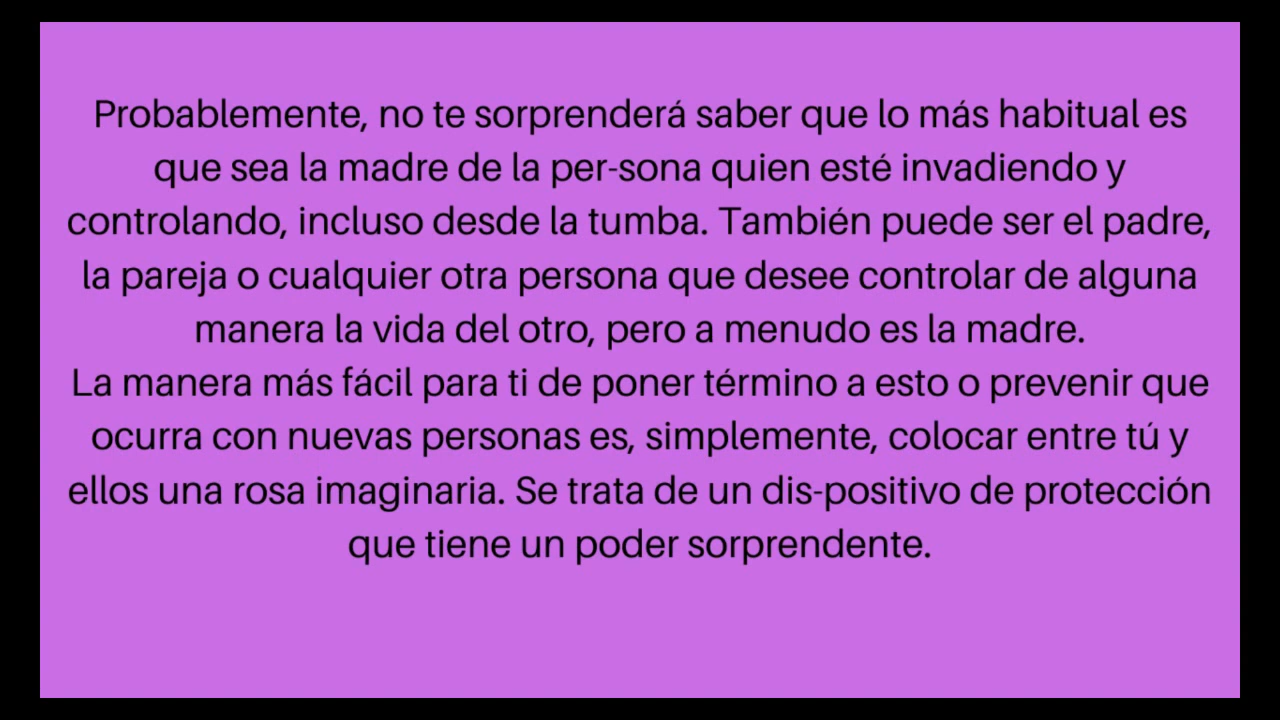 Probablemente, no te sorprenderá saber que lo más habitual es
que sea la madre de la per-sona quien esté invadiendo y
controlando, incluso desde la tumba. También puede ser el padre,
la pareja o cualquier otra persona que desee controlar de alguna
manera la vida del otro, pero a menudo es la madre.
La manera más fácil para ti de poner término a esto o prevenir que
ocurra con nuevas personas es, simplemente, colocar entre tú y
ellos una rosa imaginaria. Se trata de un dis-positivo de protección
que tiene un poder sorprendente.